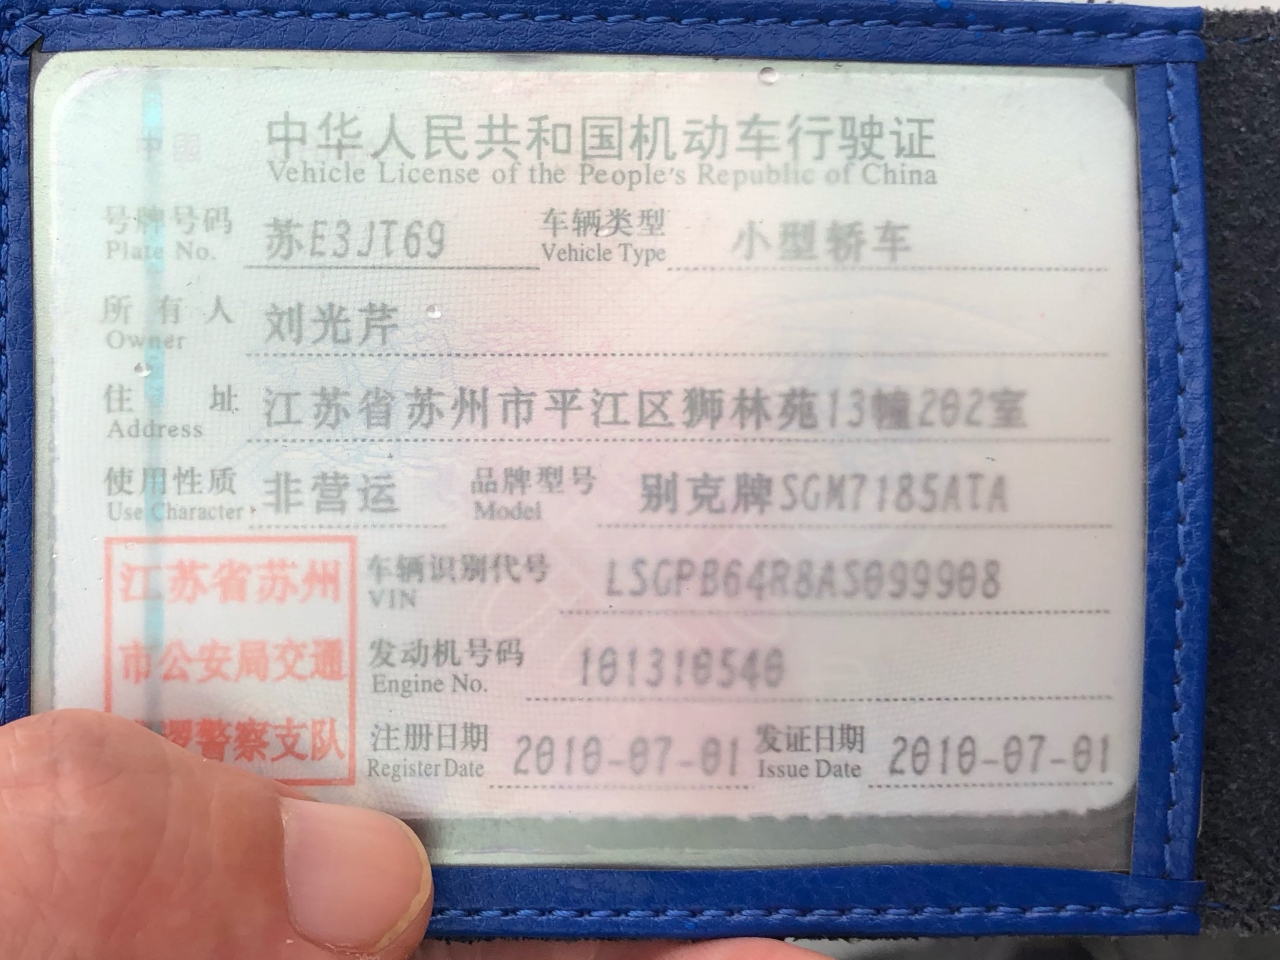 中国
中华人民共和国机动车行驶证
Vehicle License of the People's Republic of China
号牌号码 苏E3JT69 车辆类型 小型轿车
Plate No. Vehicle Type
所有人 刘光芹
Owner
住址 江苏省苏州市平江区狮林苑13幢202室
Address
使用性质 非营运 品牌型号 别克牌SGM7185ATA
Use Character Model
江苏省苏州
市公安局交通
警察支队
车辆识别代号 LSGPB64R8AS099908
VIN
发动机号码 101310540
Engine No.
注册日期 2010-07-01 发证日期 2010-07-01
Register Date Issue Date